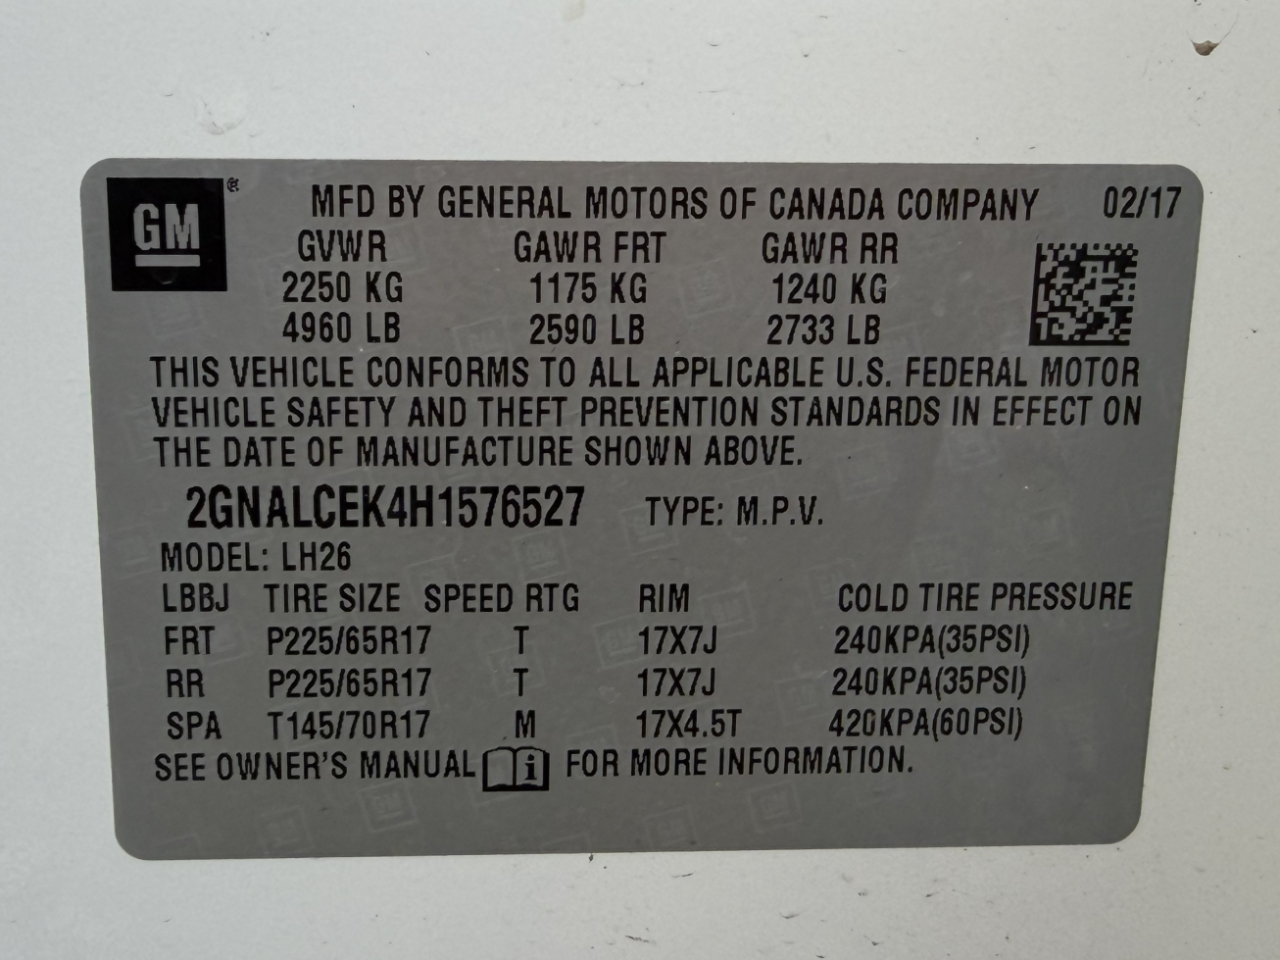 GM
MFD BY GENERAL MOTORS OF CANADA COMPANY 02/17
GVWR GAWR FRT GAWR RR
2250 KG 1175 KG 1240 KG
4960 LB 2590 LB 2733 LB
THIS VEHICLE CONFORMS TO ALL APPLICABLE U.S. FEDERAL MOTOR
VEHICLE SAFETY AND THEFT PREVENTION STANDARDS IN EFFECT ON
THE DATE OF MANUFACTURE SHOWN ABOVE.
2GNALCEK4H1576527 TYPE: M.P.V.
MODEL: LH26
LBBJ TIRE SIZE SPEED RTG RIM COLD TIRE PRESSURE
FRT P225/65R17 T 17X7J 240KPA(35PSI)
RR P225/65R17 T 17X7J 240KPA(35PSI)
SPA T145/70R17 M 17X4.5T 420KPA(60PSI)
SEE OWNER'S MANUAL i FOR MORE INFORMATION.